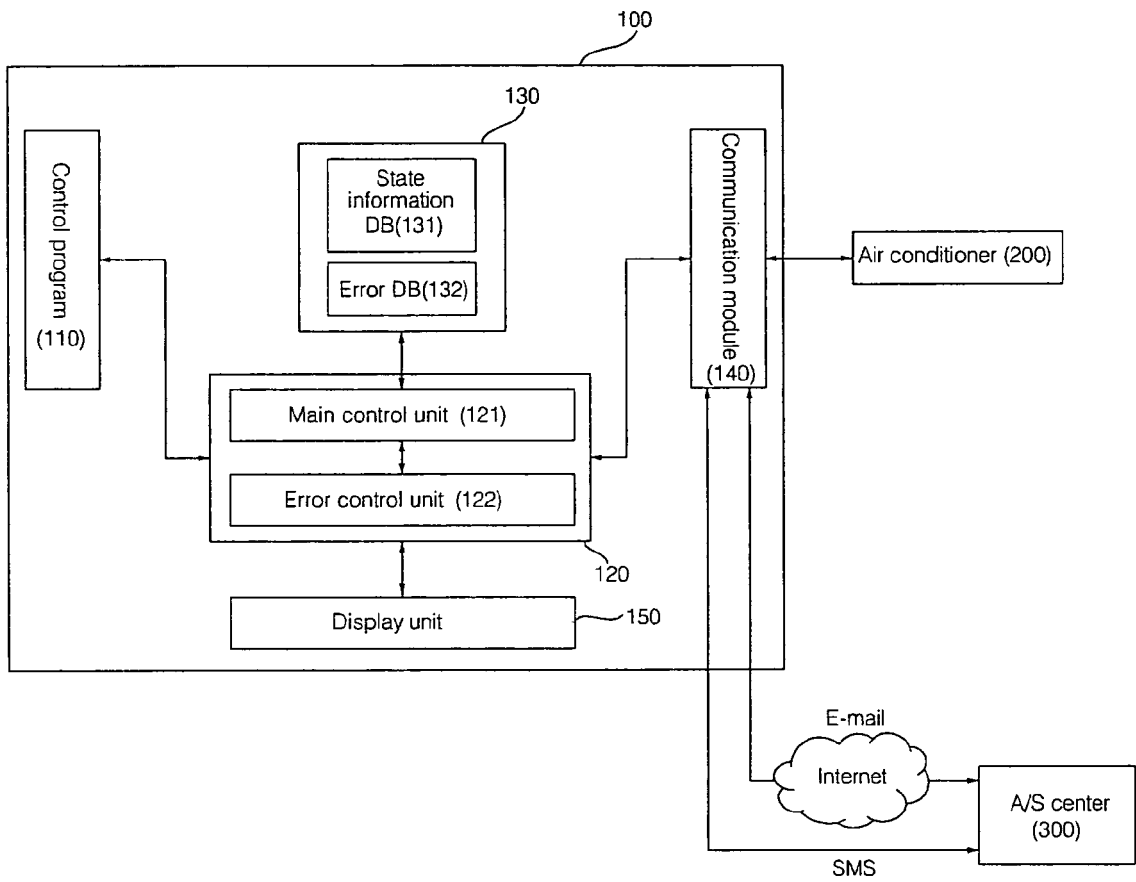 100
130
Control program
(110)
State
information
DB(131)
Error DB(132)
Communication module
(140)
Air conditioner (200)
Main control unit (121)
Error control unit (122)
120
Display unit
150
E-mail
Internet
A/S center
(300)
SMS